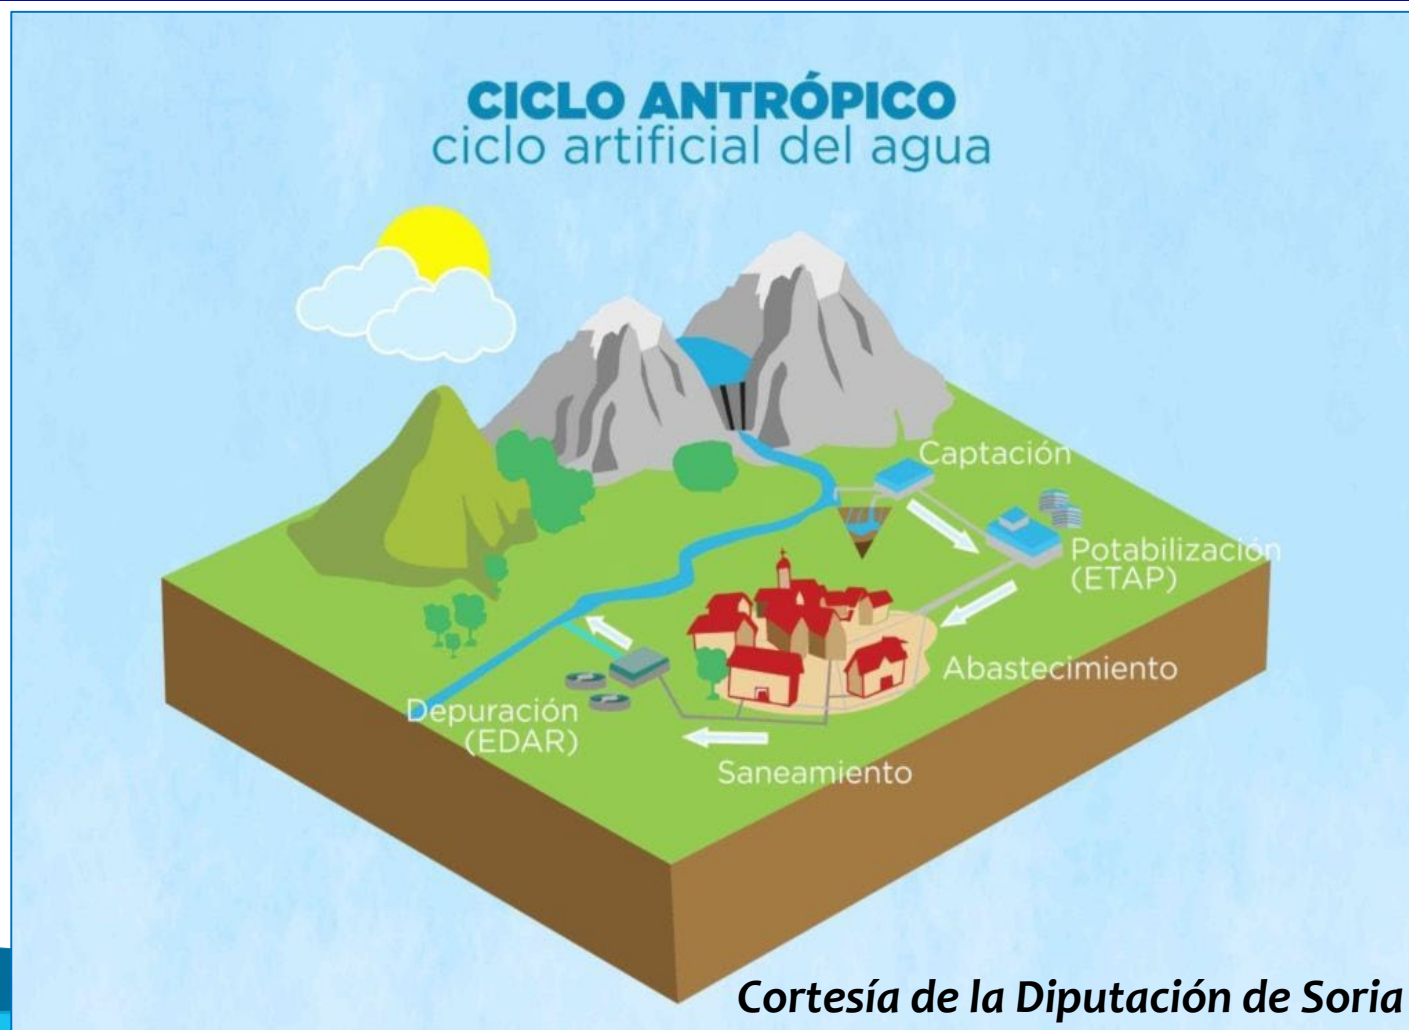 CICLO ANTRÓPICO
ciclo artificial del agua
Captación
Potabilización
(ETAP)
Abastecimiento
Depuración
(EDAR)
Saneamiento
Cortesía de la Diputación de Soria